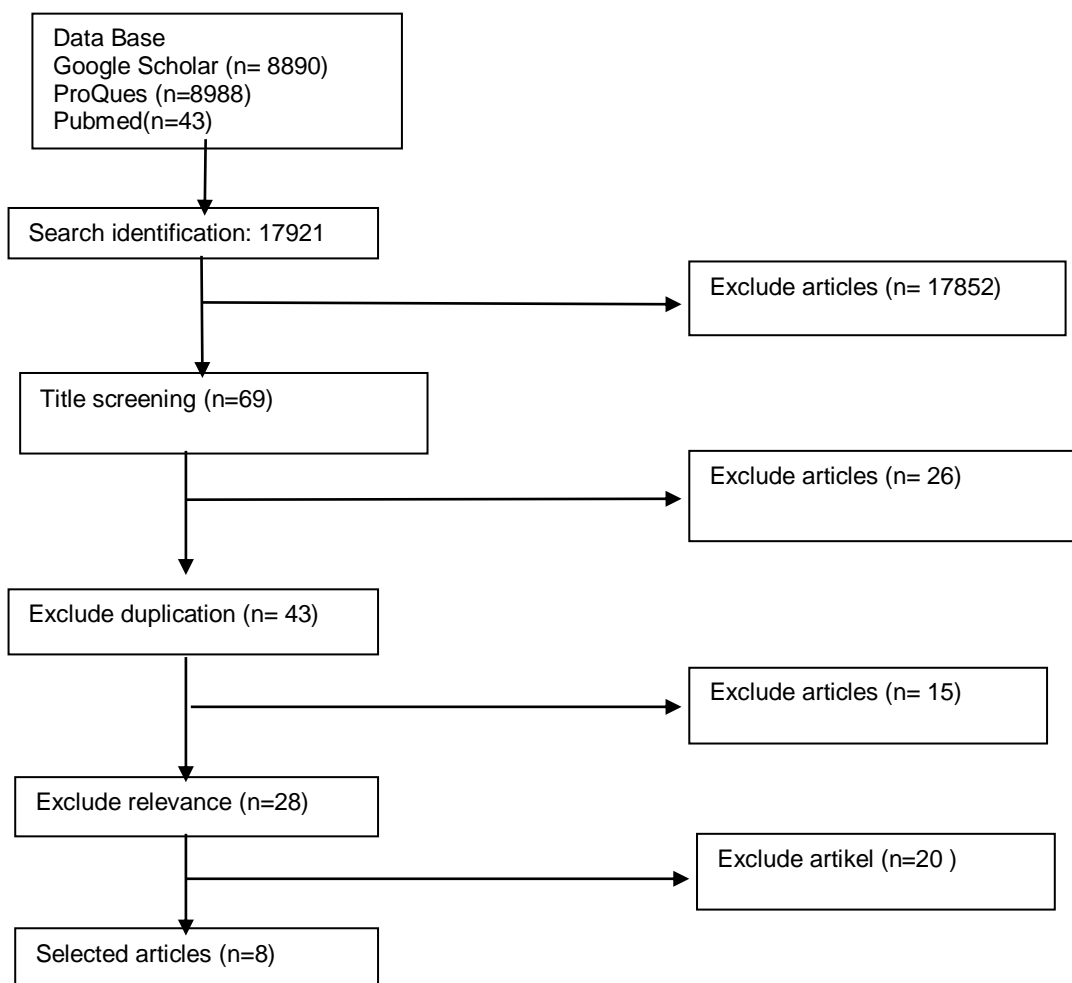 Data Base
Google Scholar (n= 8890)
ProQues (n=8988)
Pubmed(n=43)
Search identification: 17921
Exclude articles (n= 17852)
Title screening (n=69)
Exclude articles (n= 26)
Exclude duplication (n= 43)
Exclude articles (n= 15)
Exclude relevance (n=28)
Exclude artikel (n=20 )
Selected articles (n=8)